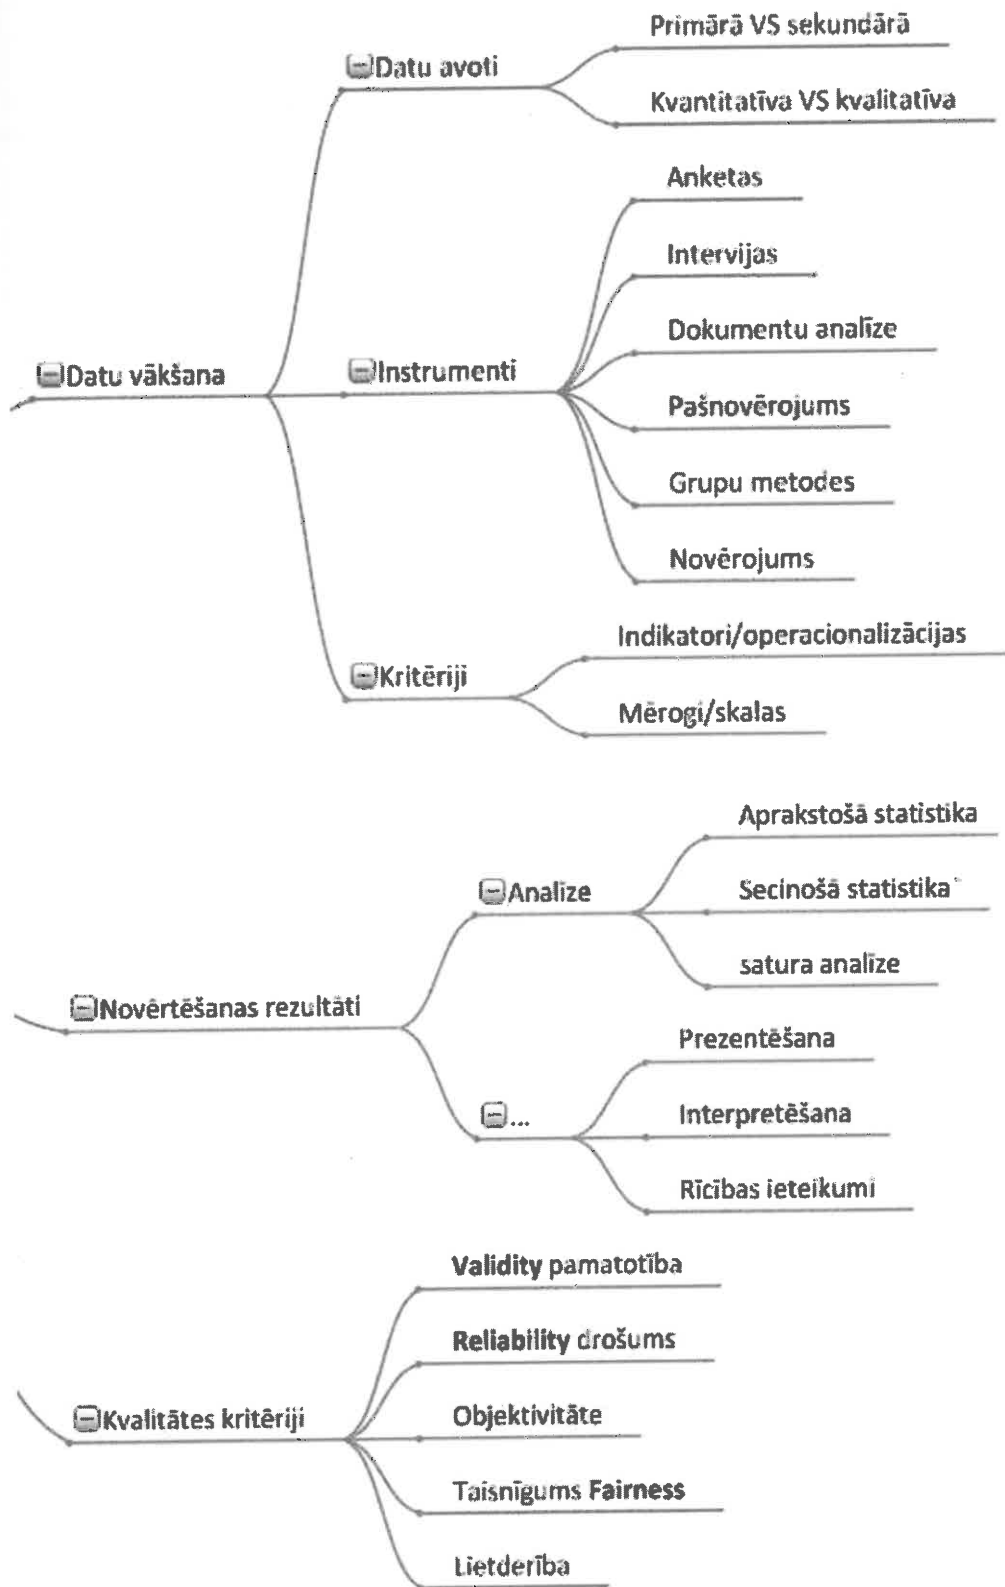 Datu vākšana
Datu avoti
Primārā VS sekundārā
Kvantitatīva VS kvalitatīva
Instrumenti
Anketas
Intervijas
Dokumentu analīze
Pašnovērojums
Grupu metodes
Novērojums
Kritēriji
Indikatori/operacionalizācijas
Mērogi/skalas
Novērtēšanas rezultāti
Analīze
Aprakstošā statistika
Secinošā statistika
satura analīze
...
Prezentēšana
Interpretēšana
Rīcības ieteikumi
Kvalitātes kritēriji
Validity pamatotība
Reliability drošums
Objektivitāte
Taisnīgums Fairness
Lietderība